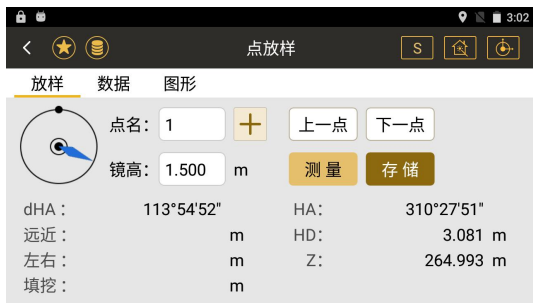 3:02
点放样
S
放样 数据 图形
点名: 1 + 上一点 下一点
镜高: 1.500 m 测量 存储
dHA: 113°54'52" HA: 310°27'51"
远近: m HD: 3.081 m
左右: m Z: 264.993 m
填挖: m